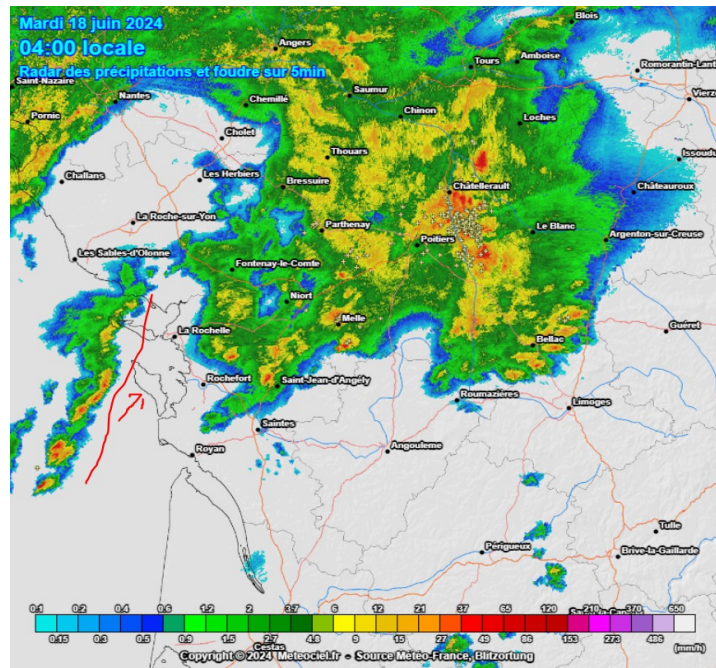 Mardi 18 juin 2024
04:00 locale
Radar des précipitations et foudre sur 5min
Blois
Angers
Tours
Amboise
Romorantin-Lant
Saint-Nazaire
Saumur
Nantes
Chemillé
Vierzo
Pornic
Chinon
Loches
Cholet
Thouars
Issoudu
Challans
Les Herbiers
Bressuire
Châtellerault
Châteauroux
La Roche-sur-Yon
Parthenay
Le Blanc
Poitiers
Argenton-sur-Creuse
Les Sables-d'Olonne
Fontenay-le-Comte
Niort
La Rochelle
Melle
Guéret
Bellac
Rochefort
Saint-Jean-d'Angély
Roumazières
Limoges
Saintes
Royan
Angouleme
Tulle
Périgueux
Brive-la-Gaillarde
0.1 0.2 0.4 0.6 1.2 2 3.7 6 12 20 37 65 120 210 370 650
0.15 0.3 0.5 0.9 1.5 2.7 4.8 9 15 27 49 86 153 273 486 (mm/h)
Cestas
Copyright © 2024 Meteociel.fr - Source Météo-France, Blitzortung